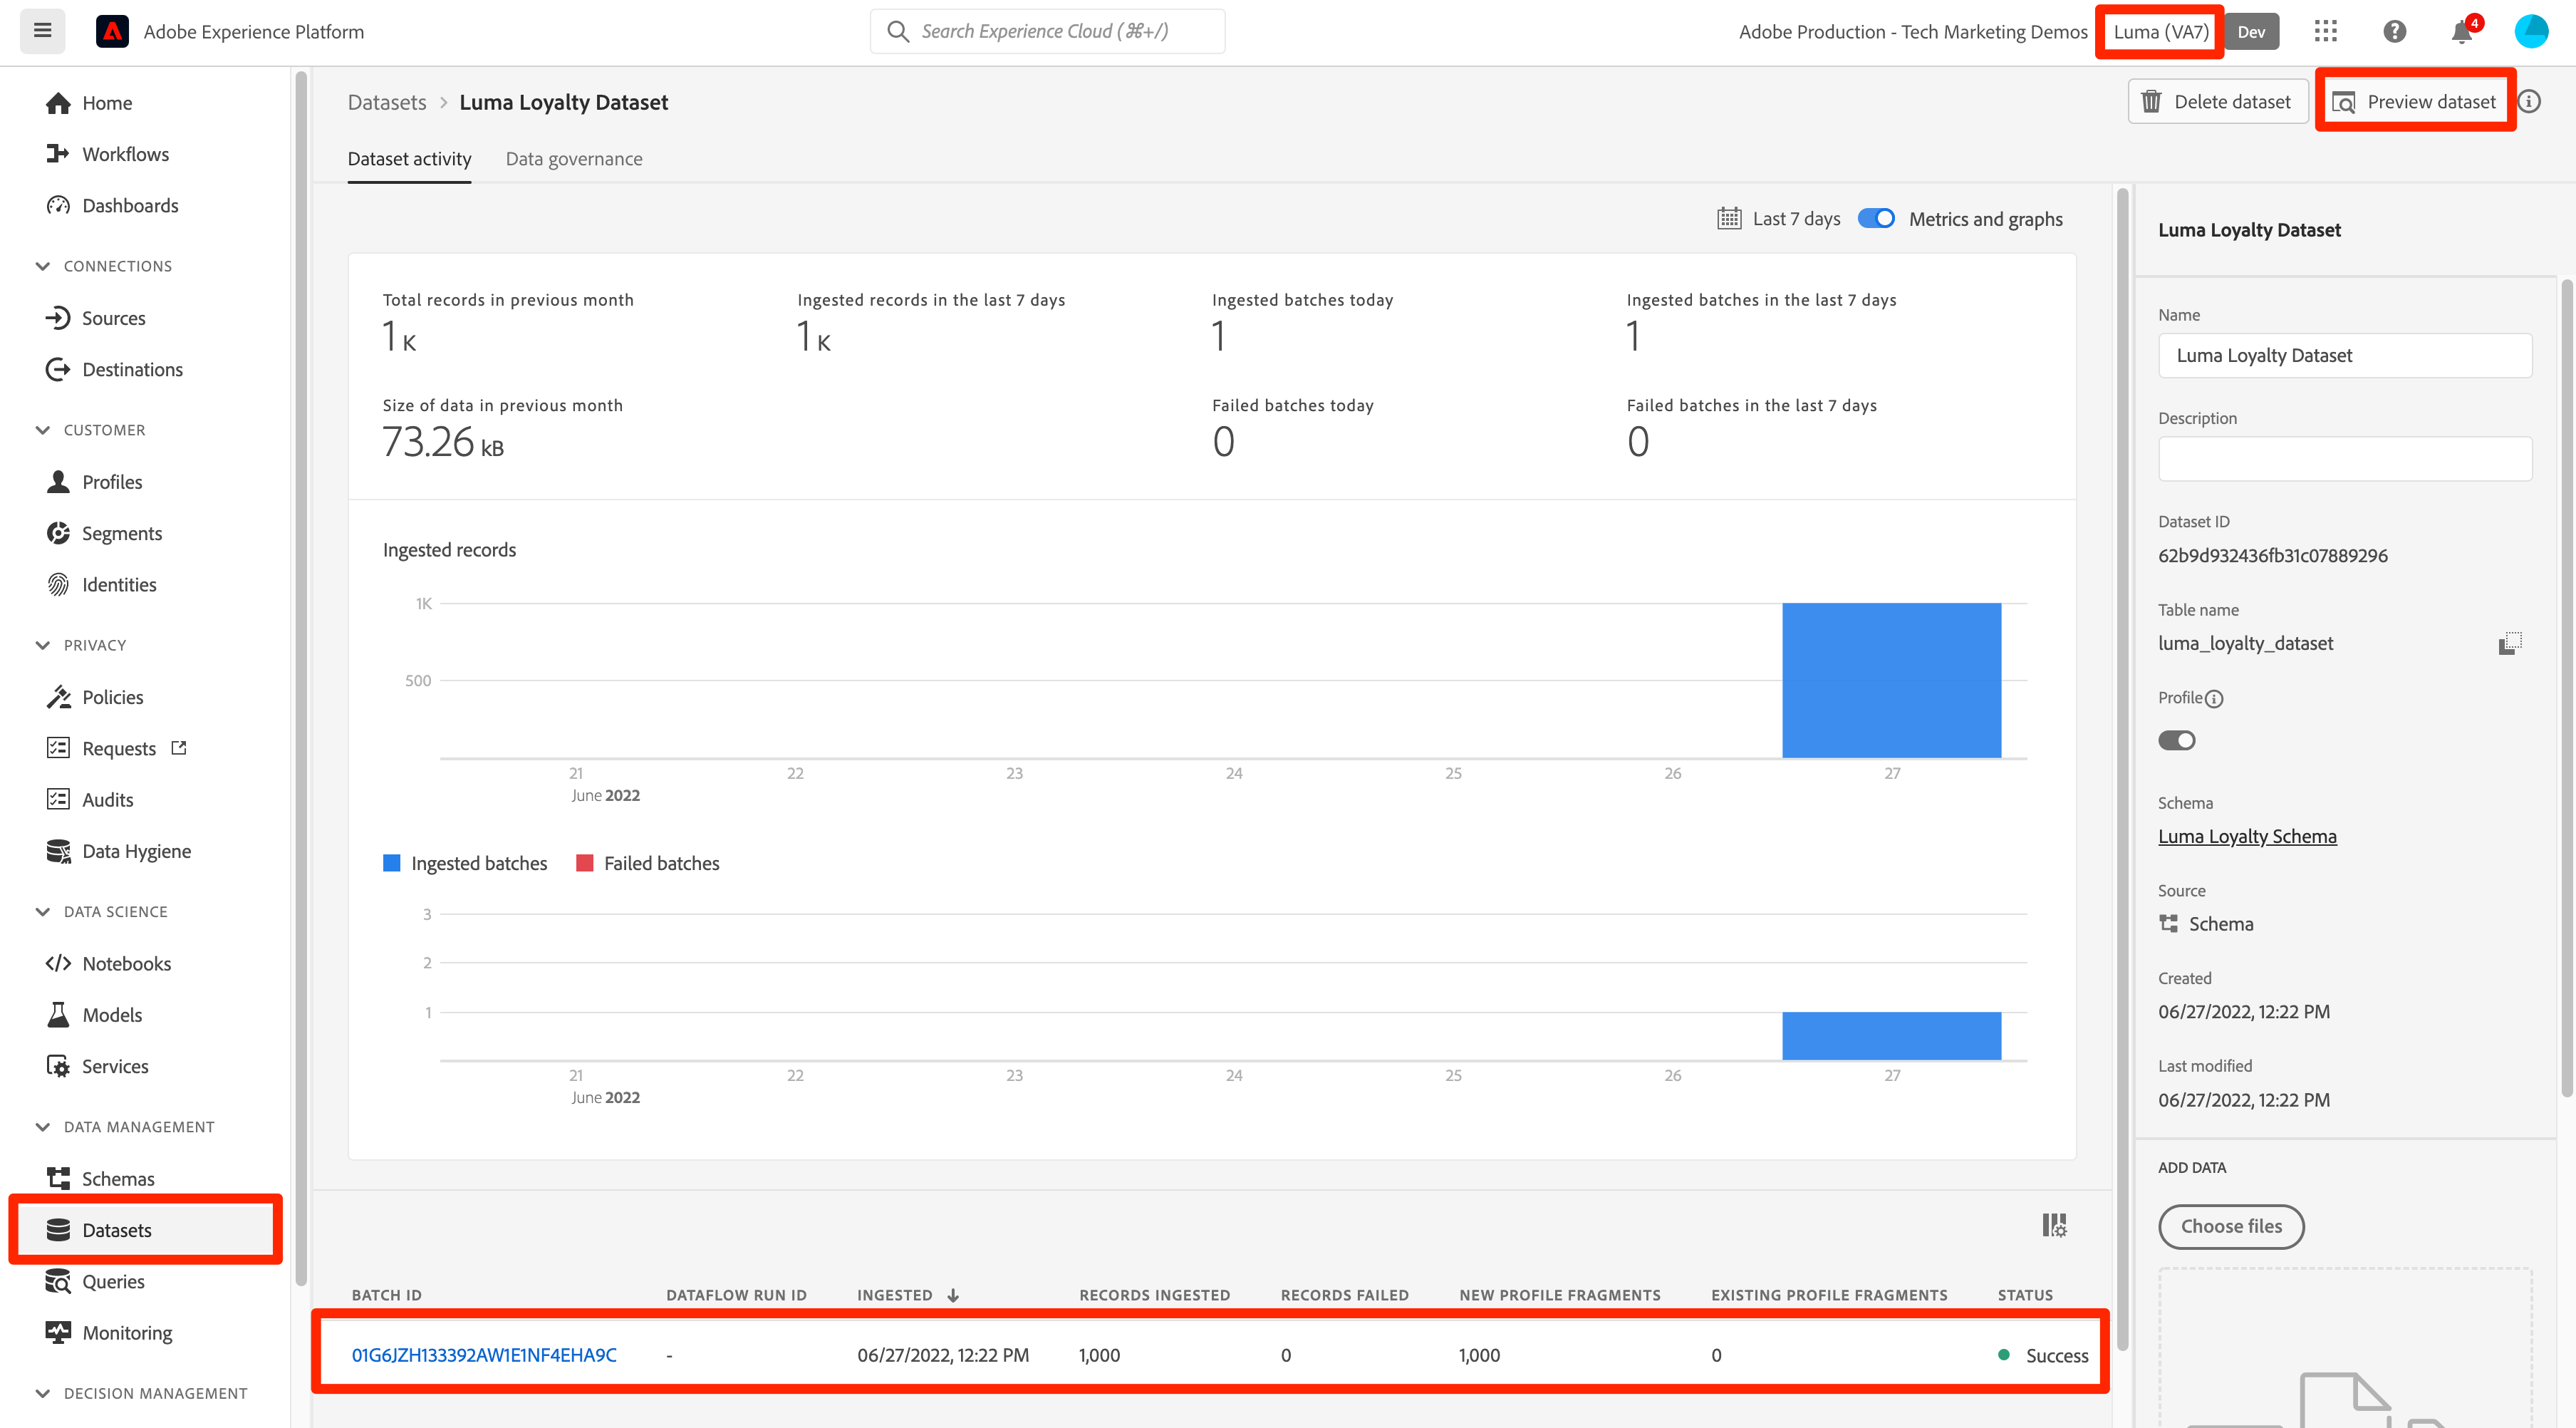 Adobe Experience Platform
Search Experience Cloud (⌘+/)
Adobe Production - Tech Marketing Demos
Luma (VA7)
Dev
4
Home
Workflows
Dashboards
CONNECTIONS
Sources
Destinations
CUSTOMER
Profiles
Segments
Identities
PRIVACY
Policies
Requests
Audits
Data Hygiene
DATA SCIENCE
Notebooks
Models
Services
DATA MANAGEMENT
Schemas
Datasets
Queries
Monitoring
DECISION MANAGEMENT
Datasets > Luma Loyalty Dataset
Delete dataset
Preview dataset
Dataset activity
Data governance
Last 7 days
Metrics and graphs
Total records in previous month
1 K
Ingested records in the last 7 days
1 K
Ingested batches today
1
Ingested batches in the last 7 days
1
Size of data in previous month
73.26 kB
Failed batches today
0
Failed batches in the last 7 days
0
Ingested records
1K
500
21 22 23 24 25 26 27
June 2022
Ingested batches
Failed batches
3
2
1
21 22 23 24 25 26 27
June 2022
BATCH ID DATAFLOW RUN ID INGESTED RECORDS INGESTED RECORDS FAILED NEW PROFILE FRAGMENTS EXISTING PROFILE FRAGMENTS STATUS
01G6JZH133392AW1E1NF4EHA9C - 06/27/2022, 12:22 PM 1,000 0 1,000 0 Success
Luma Loyalty Dataset
Name
Luma Loyalty Dataset
Description
Dataset ID
62b9d932436fb31c07889296
Table name
luma_loyalty_dataset
Profile
Schema
Luma Loyalty Schema
Source
Schema
Created
06/27/2022, 12:22 PM
Last modified
06/27/2022, 12:22 PM
ADD DATA
Choose files